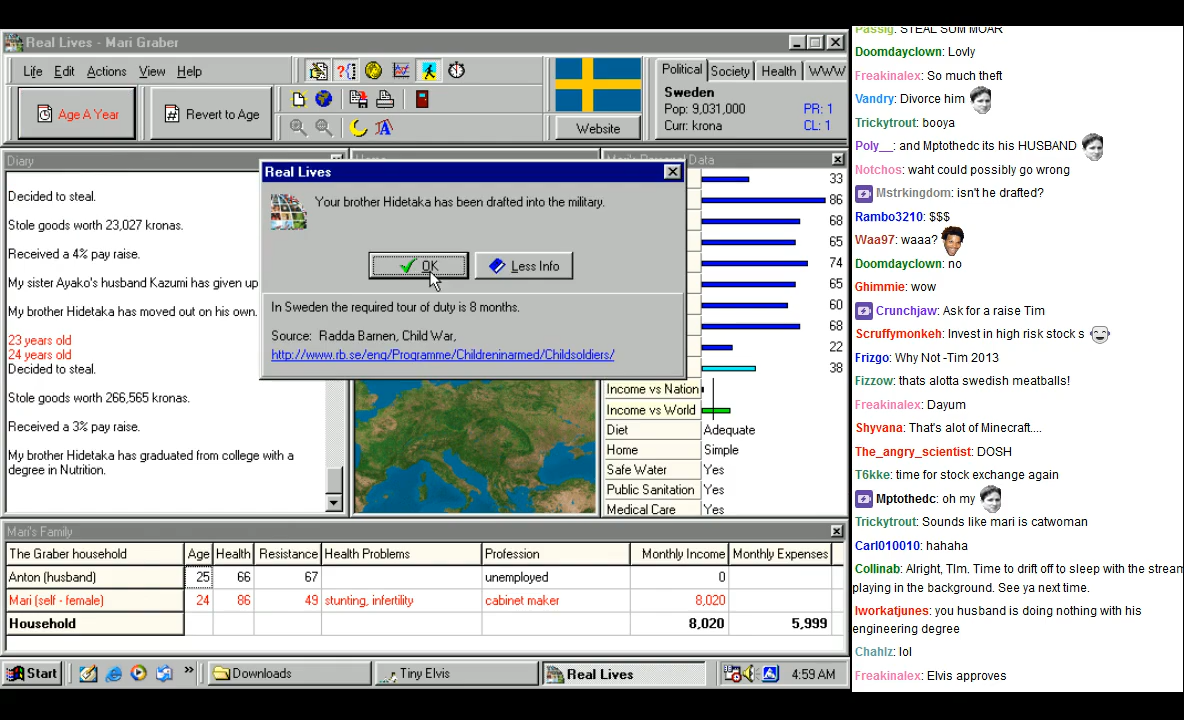 Real Lives - Mari Graber
Life Edit Actions View Help
Age A Year
Revert to Age
Website
Political Society Health WWW
Sweden
Pop: 9,031,000 PR: 1
Curr: krona CL: 1
Diary
Decided to steal.
Stole goods worth 23,027 kronas.
Received a 4% pay raise.
My sister Ayako's husband Kazumi has given up
My brother Hidetaka has moved out on his own.
23 years old
24 years old
Decided to steal.
Stole goods worth 266,565 kronas.
Received a 3% pay raise.
My brother Hidetaka has graduated from college with a
degree in Nutrition.
Real Lives
Your brother Hidetaka has been drafted into the military.
OK
Less Info
In Sweden the required tour of duty is 8 months.
Source: Radda Barnen, Child War,
http://www.rb.se/eng/Programme/Childreninarmed/Childsoldiers/
Data
33
86
68
65
74
65
60
68
22
38
Income vs Nation
Income vs World
Diet Adequate
Home Simple
Safe Water Yes
Public Sanitation Yes
Medical Care Yes
Mari's Family
The Graber household Age Health Resistance Health Problems Profession Monthly Income Monthly Expenses
Anton (husband) 25 66 67 unemployed 0
Mari (self - female) 24 86 49 stunting, infertility cabinet maker 8,020
Household 8,020 5,999
Start
»
Downloads
Tiny Elvis
Real Lives
4:59 AM
Passig: STEAL SUM MOAR
Doomdayclown: Lovly
Freakinalex: So much theft
Vandry: Divorce him
Trickytrout: booya
Poly__: and Mptothedc its his HUSBAND
Notchos: waht could possibly go wrong
Mstrkingdom: isn't he drafted?
Rambo3210: $$$
Waa97: waaa?
Doomdayclown: no
Ghimmie: wow
Crunchjaw: Ask for a raise Tim
Scruffymonkeh: Invest in high risk stock s
Frizgo: Why Not -Tim 2013
Fizzow: thats alotta swedish meatballs!
Freakinalex: Dayum
Shyvana: That's alot of Minecraft....
The_angry_scientist: DOSH
T6kke: time for stock exchange again
Mptothedc: oh my
Trickytrout: Sounds like mari is catwoman
Carl010010: hahaha
Collinab: Alright, TIm. Time to drift off to sleep with the stream
playing in the background. See ya next time.
Iworkatjunes: you husband is doing nothing with his
engineering degree
Chahlz: lol
Freakinalex: Elvis approves